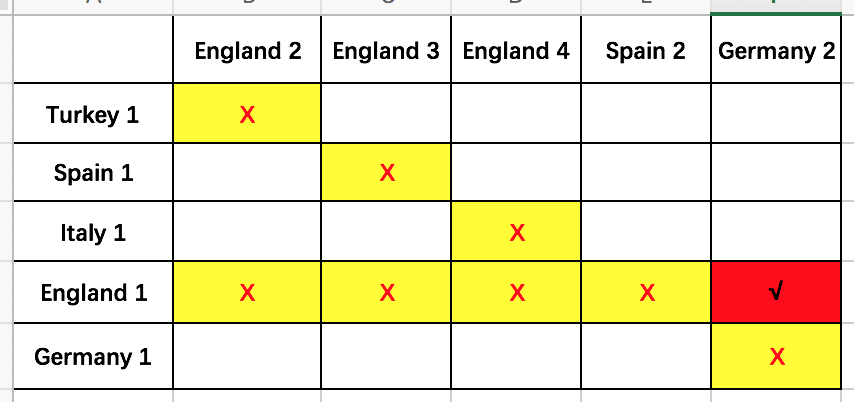 England 2 England 3 England 4 Spain 2 Germany 2
Turkey 1 X
Spain 1 X
Italy 1 X
England 1 X X X X √
Germany 1 X